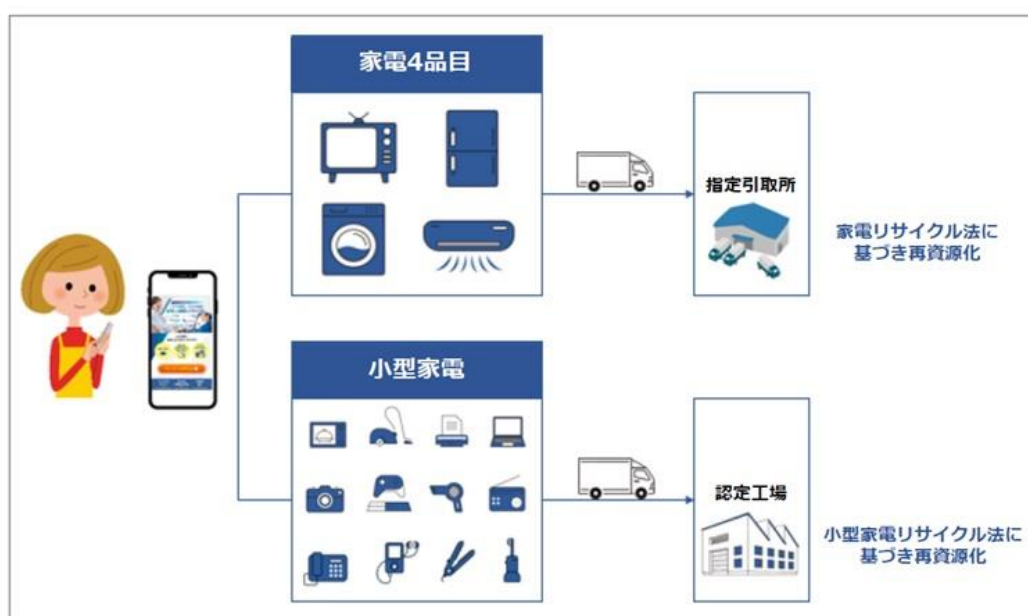 家電4品目
指定引取所
家電リサイクル法に
基づき再資源化
小型家電
認定工場
小型家電リサイクル法に
基づき再資源化